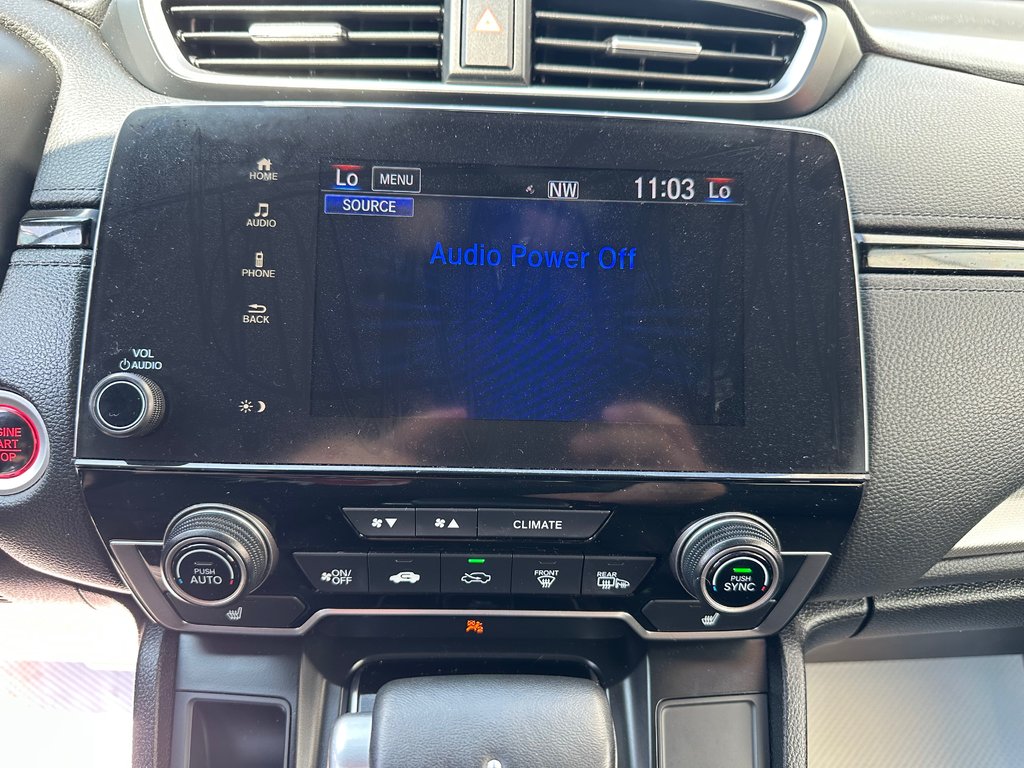 HOME
AUDIO
PHONE
BACK
VOL
AUDIO
Lo MENU NW 11:03 Lo
SOURCE
Audio Power Off
CLIMATE
PUSH
AUTO
ON/
OFF
FRONT
REAR
PUSH
SYNC